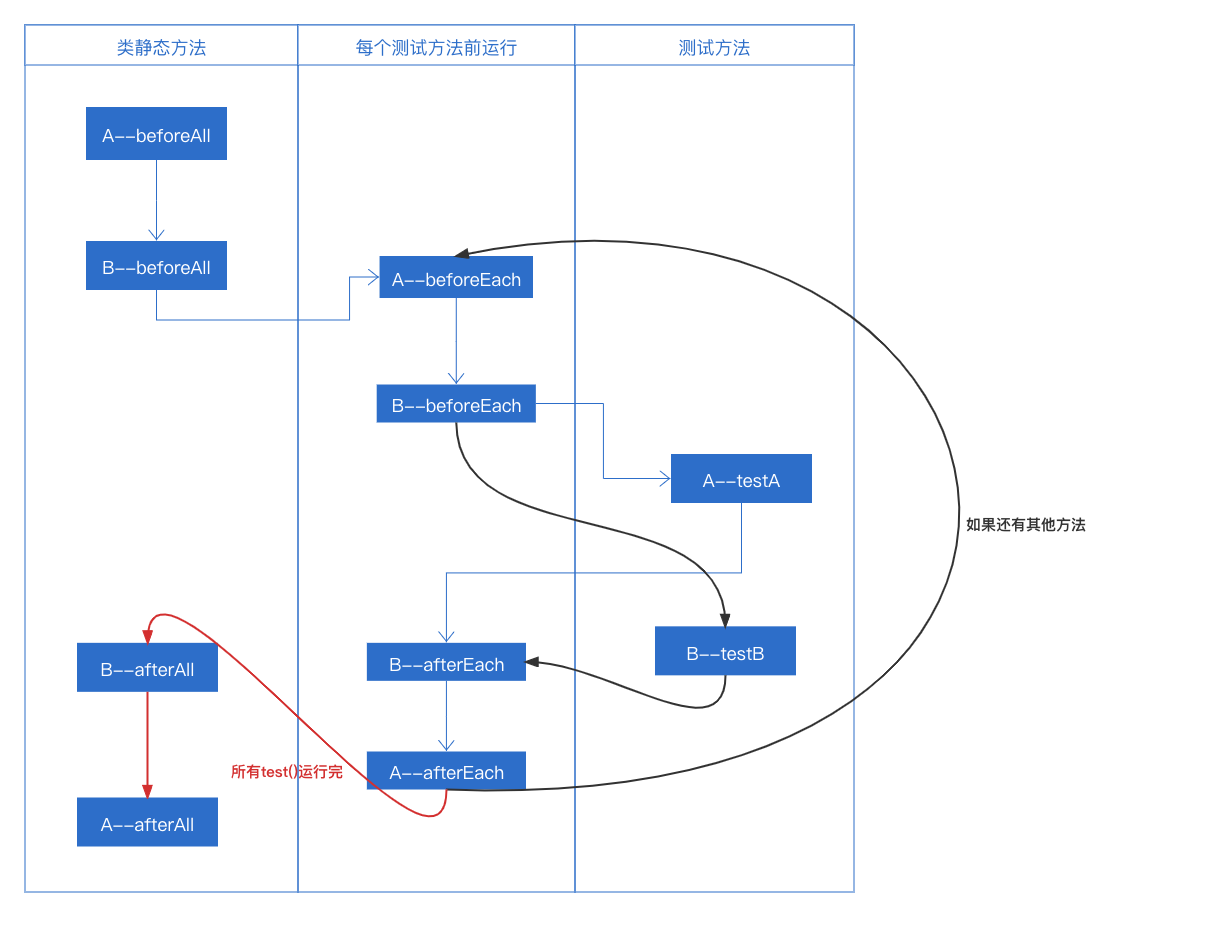 类静态方法
每个测试方法前运行
测试方法
A--beforeAll
B--beforeAll
A--beforeEach
B--beforeEach
A--testA
如果还有其他方法
B--testB
B--afterEach
B--afterAll
A--afterEach
所有test()运行完
A--afterAll